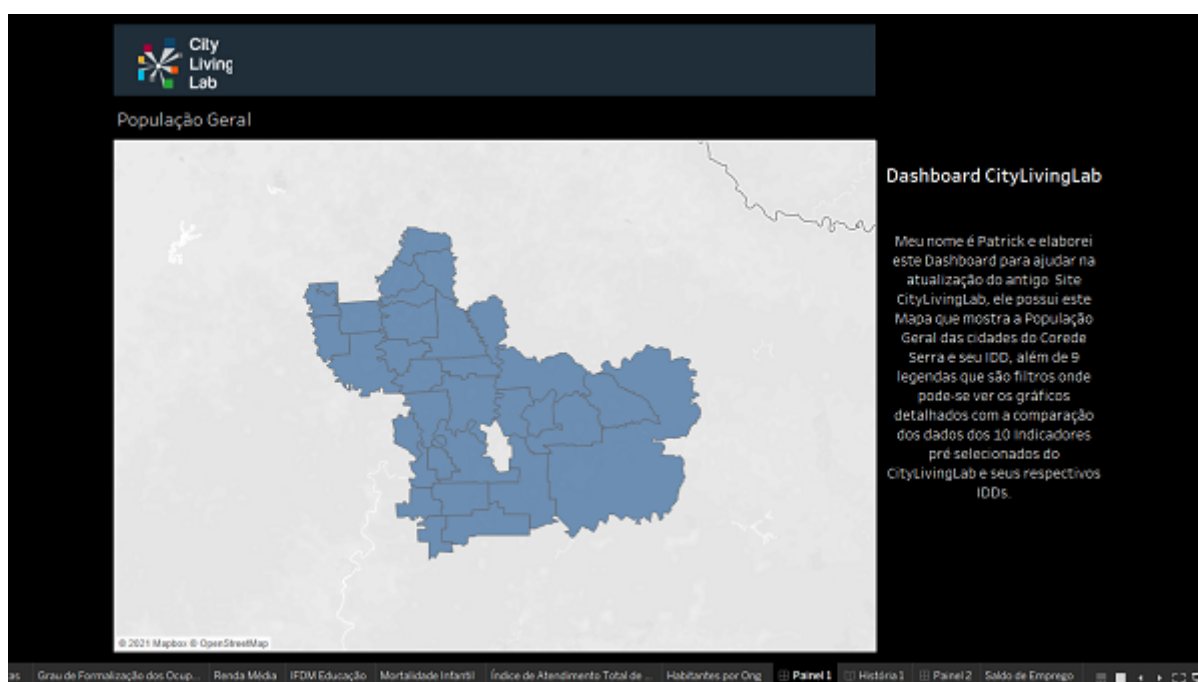 City
Living
Lab
População Geral
Dashboard CityLivingLab
Meu nome é Patrick e elaborei
este Dashboard para ajudar na
atualização do antigo Site
CityLivingLab, ele possui este
Mapa que mostra a População
Geral das cidades do Corede
Serra e seu IDD, além de 9
legendas que são filtros onde
pode-se ver os gráficos
detalhados com a comparação
dos dados dos 10 indicadores
pré selecionados do
CityLivingLab e seus respectivos
IDDs.
© 2021 Mapbox © OpenStreetMap
as Grau de Formalização dos Ocup... Renda Média IFDM Educação Mortalidade Infantil Índice de Atendimento Total de ... Habitantes por Ong Painel 1 História 1 Painel 2 Saldo de Emprego